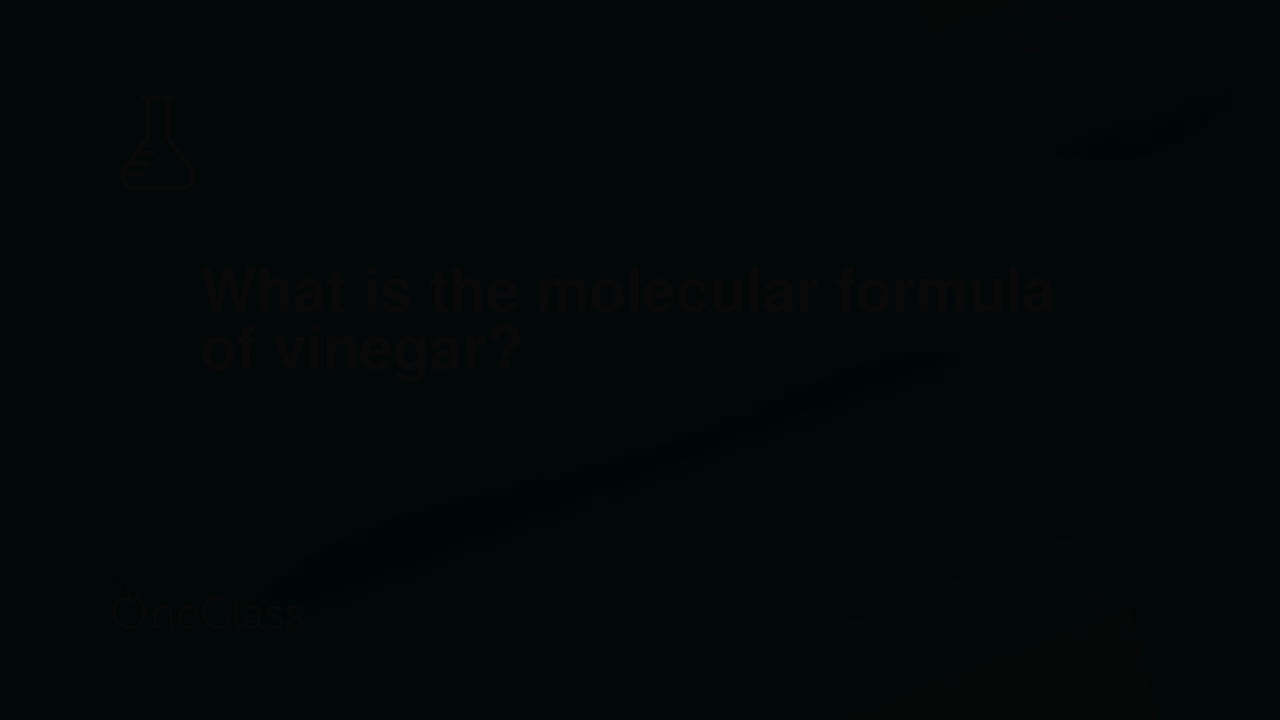 What is the molecular formula
of vinegar?
OneClass